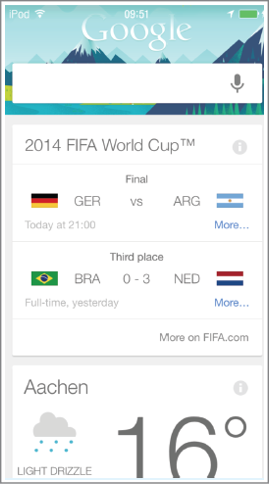 iPod 09:51
Google
2014 FIFA World Cup™
Final
GER vs ARG
Today at 21:00 More...
Third place
BRA 0 - 3 NED
Full-time, yesterday More...
More on FIFA.com
Aachen
16°
LIGHT DRIZZLE